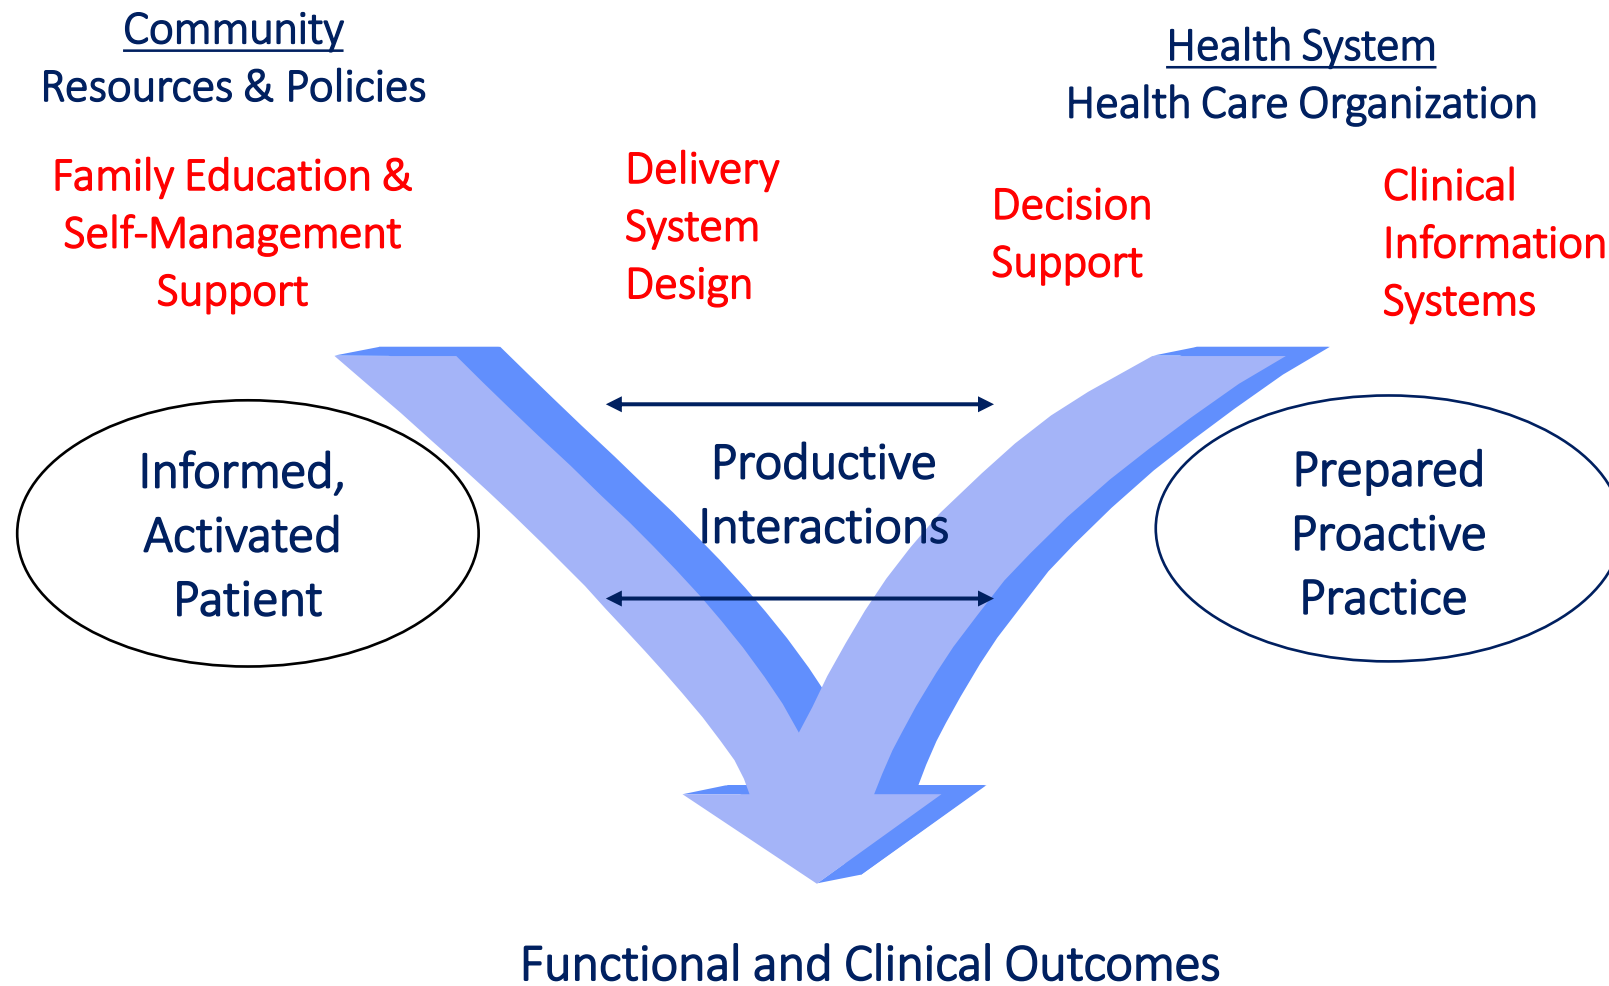 Community
Resources & Policies
Health System
Health Care Organization
Family Education &
Self-Management
Support
Delivery
System
Design
Decision
Support
Clinical
Information
Systems
Informed,
Activated
Patient
Productive
Interactions
Prepared
Proactive
Practice
Functional and Clinical Outcomes